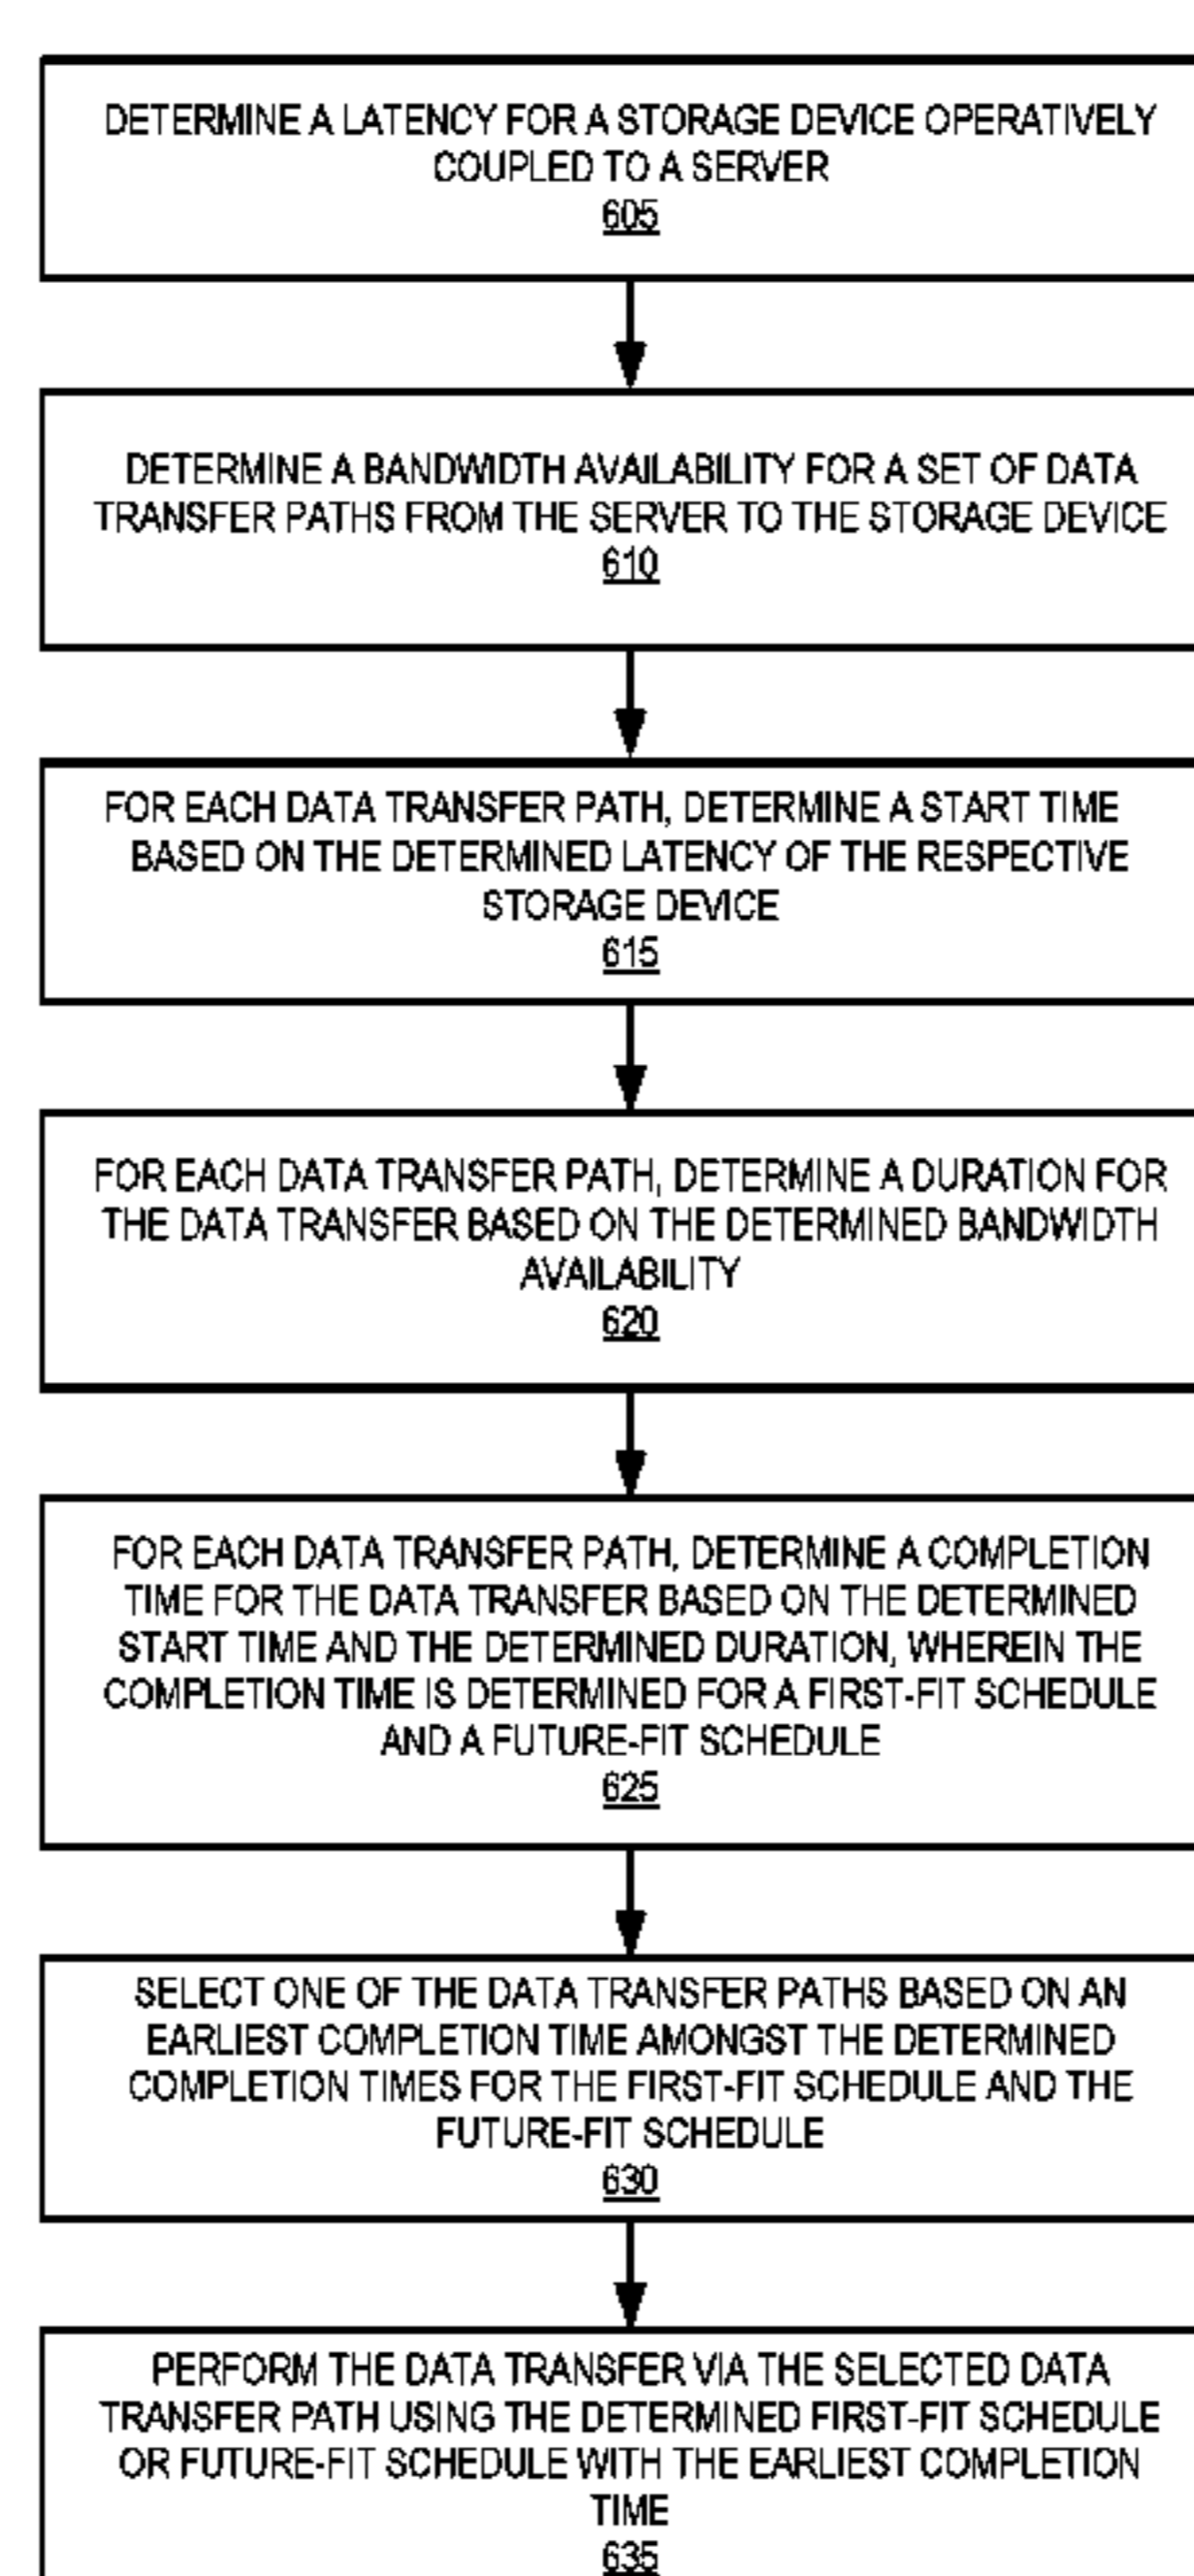 DETERMINE A LATENCY FOR A STORAGE DEVICE OPERATIVELY
COUPLED TO A SERVER
605
DETERMINE A BANDWIDTH AVAILABILITY FOR A SET OF DATA
TRANSFER PATHS FROM THE SERVER TO THE STORAGE DEVICE
610
FOR EACH DATA TRANSFER PATH, DETERMINE A START TIME
BASED ON THE DETERMINED LATENCY OF THE RESPECTIVE
STORAGE DEVICE
615
FOR EACH DATA TRANSFER PATH, DETERMINE A DURATION FOR
THE DATA TRANSFER BASED ON THE DETERMINED BANDWIDTH
AVAILABILITY
620
FOR EACH DATA TRANSFER PATH, DETERMINE A COMPLETION
TIME FOR THE DATA TRANSFER BASED ON THE DETERMINED
START TIME AND THE DETERMINED DURATION, WHEREIN THE
COMPLETION TIME IS DETERMINED FOR A FIRST-FIT SCHEDULE
AND A FUTURE-FIT SCHEDULE
625
SELECT ONE OF THE DATA TRANSFER PATHS BASED ON AN
EARLIEST COMPLETION TIME AMONGST THE DETERMINED
COMPLETION TIMES FOR THE FIRST-FIT SCHEDULE AND THE
FUTURE-FIT SCHEDULE
630
PERFORM THE DATA TRANSFER VIA THE SELECTED DATA
TRANSFER PATH USING THE DETERMINED FIRST-FIT SCHEDULE
OR FUTURE-FIT SCHEDULE WITH THE EARLIEST COMPLETION
TIME
635